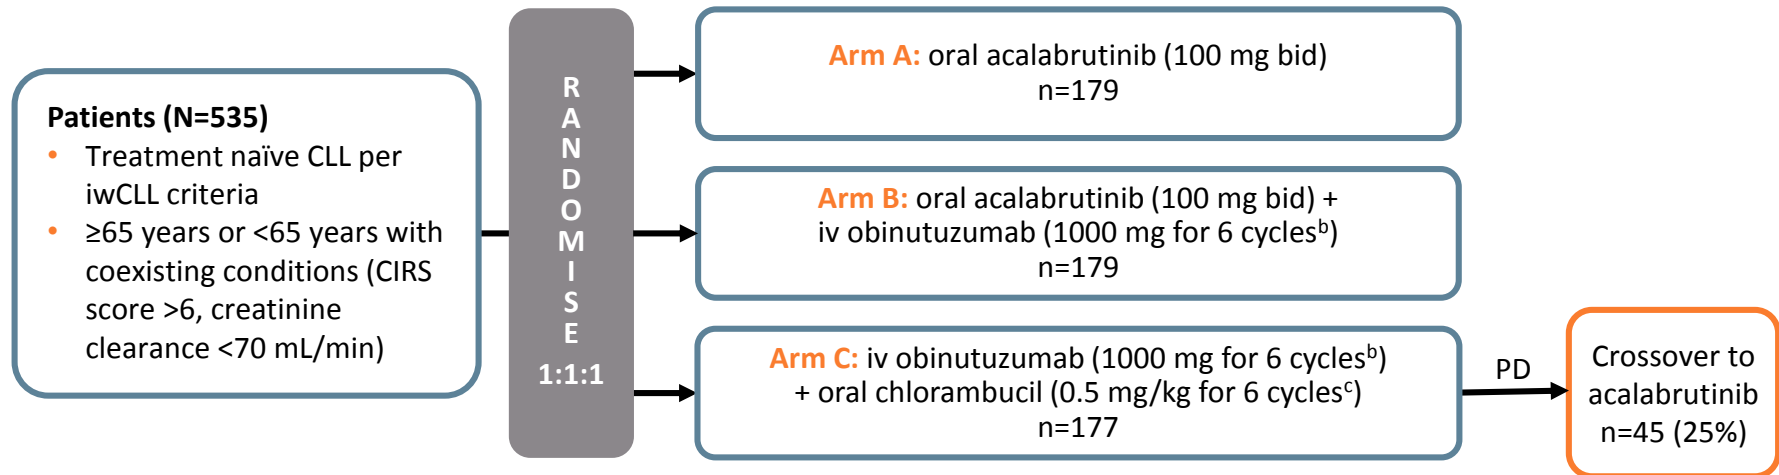 Patients (N=535)
• Treatment naïve CLL per
iwCLL criteria
• ≥65 years or <65 years with
coexisting conditions (CIRS
score >6, creatinine
clearance <70 mL/min)
RANDOMISE
1:1:1
Arm A: oral acalabrutinib (100 mg bid)
n=179
Arm B: oral acalabrutinib (100 mg bid) +
iv obinutuzumab (1000 mg for 6 cyclesᵇ)
n=179
Arm C: iv obinutuzumab (1000 mg for 6 cyclesᵇ)
+ oral chlorambucil (0.5 mg/kg for 6 cyclesᶜ)
n=177
PD
Crossover to
acalabrutinib
n=45 (25%)